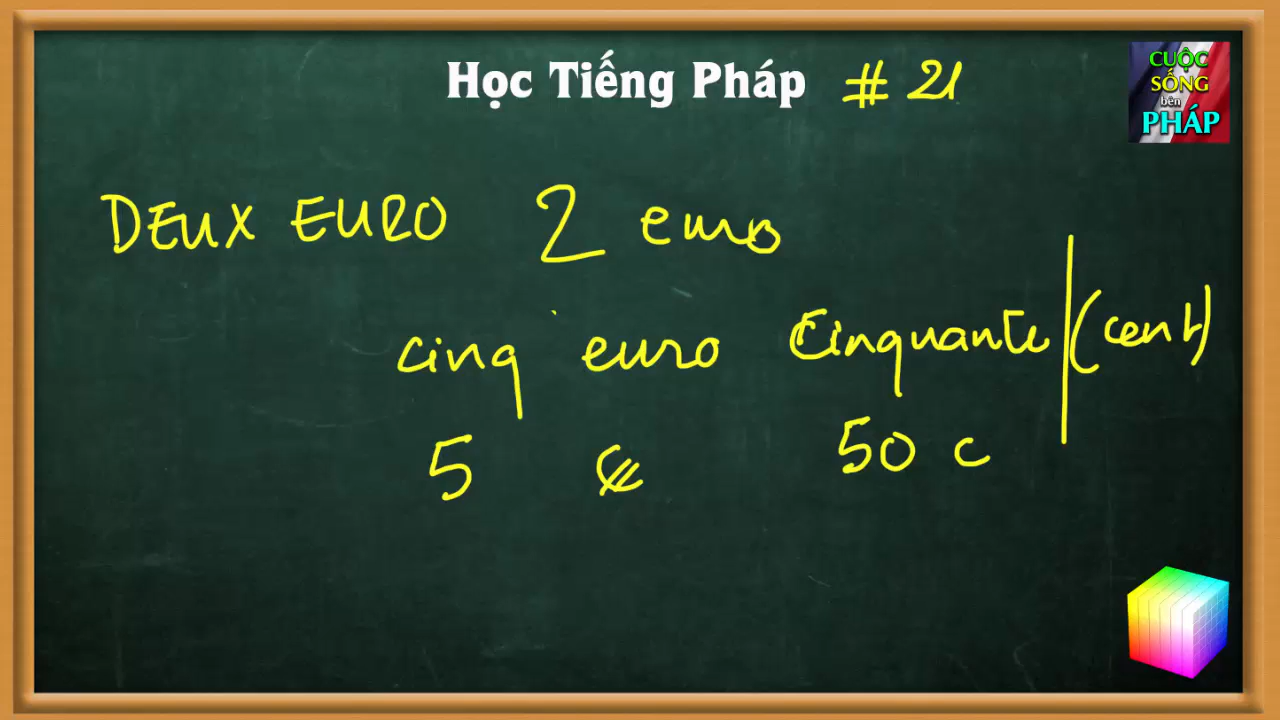 Học Tiếng Pháp # 21
CUỘC
SỐNG
bên
PHÁP
DEUX EURO 2 euro
cinq euro Cinquante (cent)
5 € 50 c